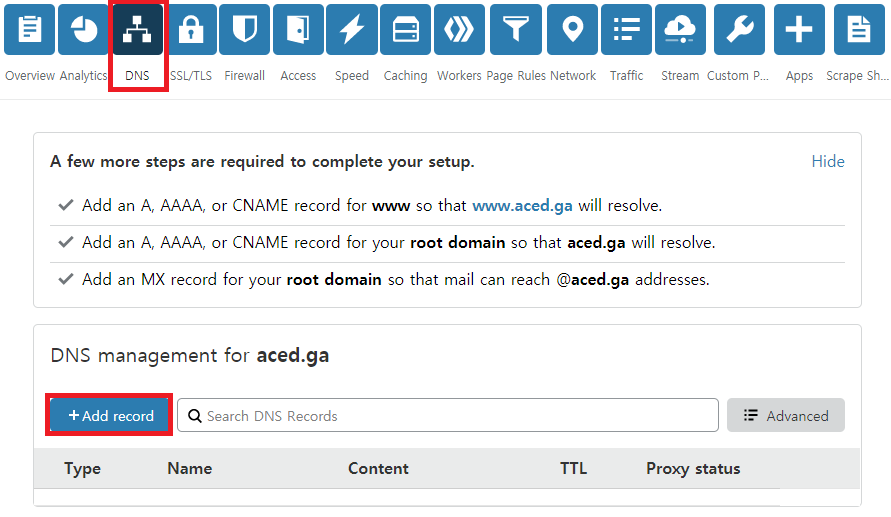 Overview Analytics DNS SSL/TLS Firewall Access Speed Caching Workers Page Rules Network Traffic Stream Custom P... Apps Scrape Sh...
A few more steps are required to complete your setup. Hide
Add an A, AAAA, or CNAME record for www so that www.aced.ga will resolve.
Add an A, AAAA, or CNAME record for your root domain so that aced.ga will resolve.
Add an MX record for your root domain so that mail can reach @aced.ga addresses.
DNS management for aced.ga
+ Add record Search DNS Records Advanced
Type Name Content TTL Proxy status